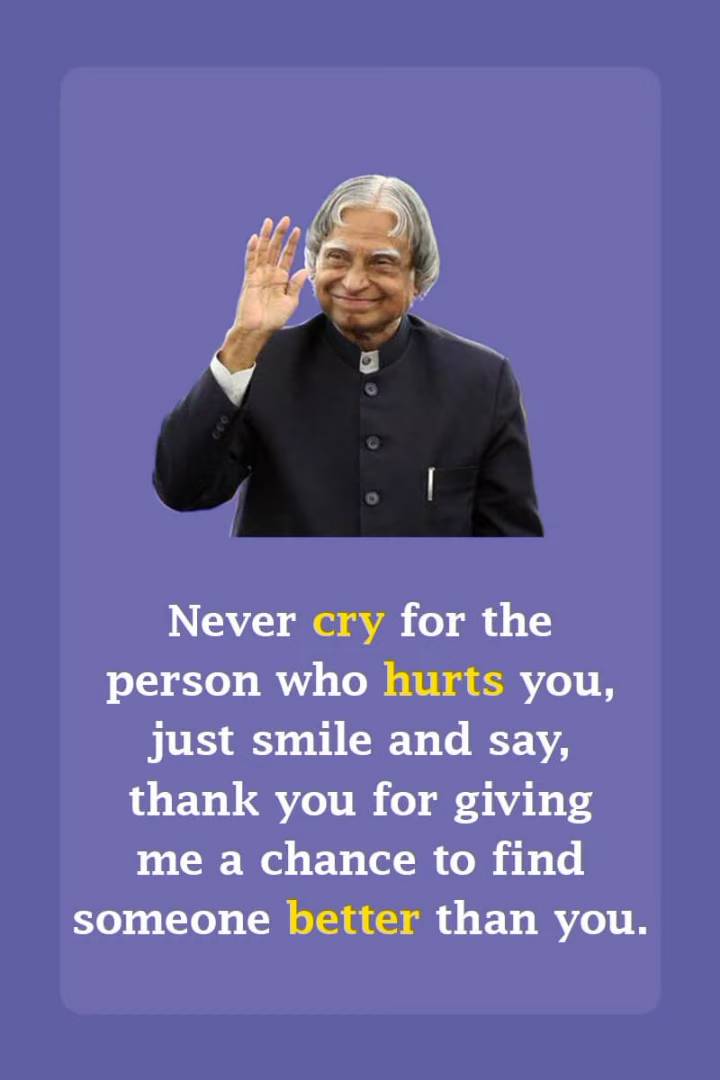 Never cry for the
person who hurts you,
just smile and say,
thank you for giving
me a chance to find
someone better than you.